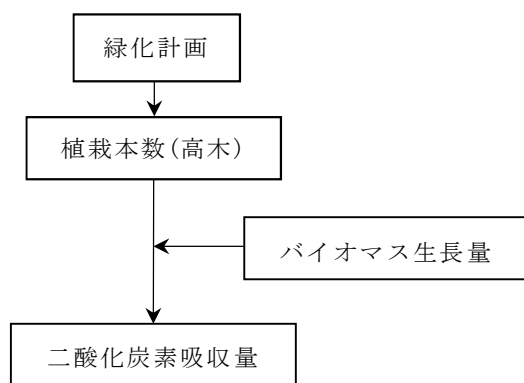 緑化計画
植栽本数(高木)
バイオマス生長量
二酸化炭素吸収量